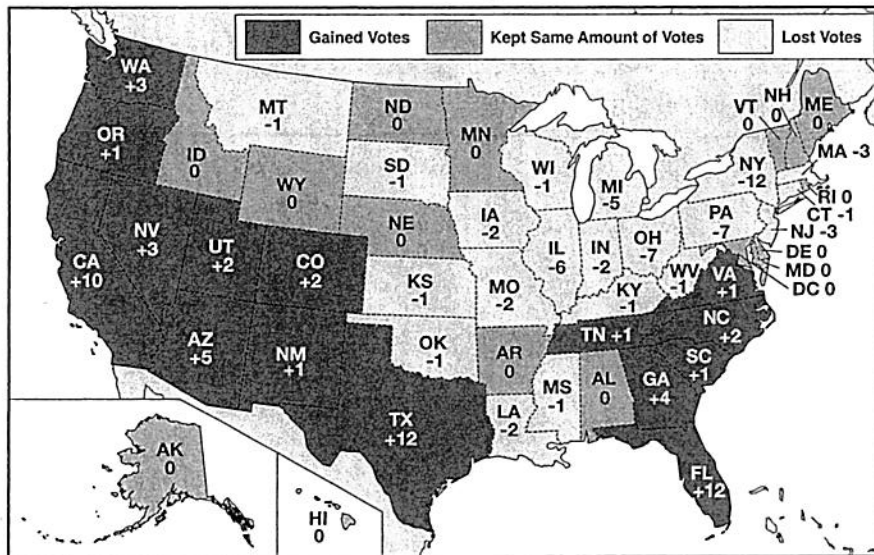 Gained Votes
Kept Same Amount of Votes
Lost Votes
WA
+3
OR
+1
CA
+10
NV
+3
ID
0
MT
-1
WY
0
UT
+2
CO
+2
AZ
+5
NM
+1
ND
0
SD
-1
NE
0
KS
-1
OK
-1
TX
+12
MN
0
IA
-2
MO
-2
AR
0
LA
-2
WI
-1
IL
-6
MI
-5
IN
-2
OH
-7
KY
-1
TN +1
MS
-1
AL
0
GA
+4
FL
+12
SC
+1
NC
+2
VA
+1
WV
-1
PA
-7
NY
-12
VT
0
NH
0
ME
0
MA -3
RI 0
CT -1
NJ -3
DE 0
MD 0
DC 0
AK
0
HI
0